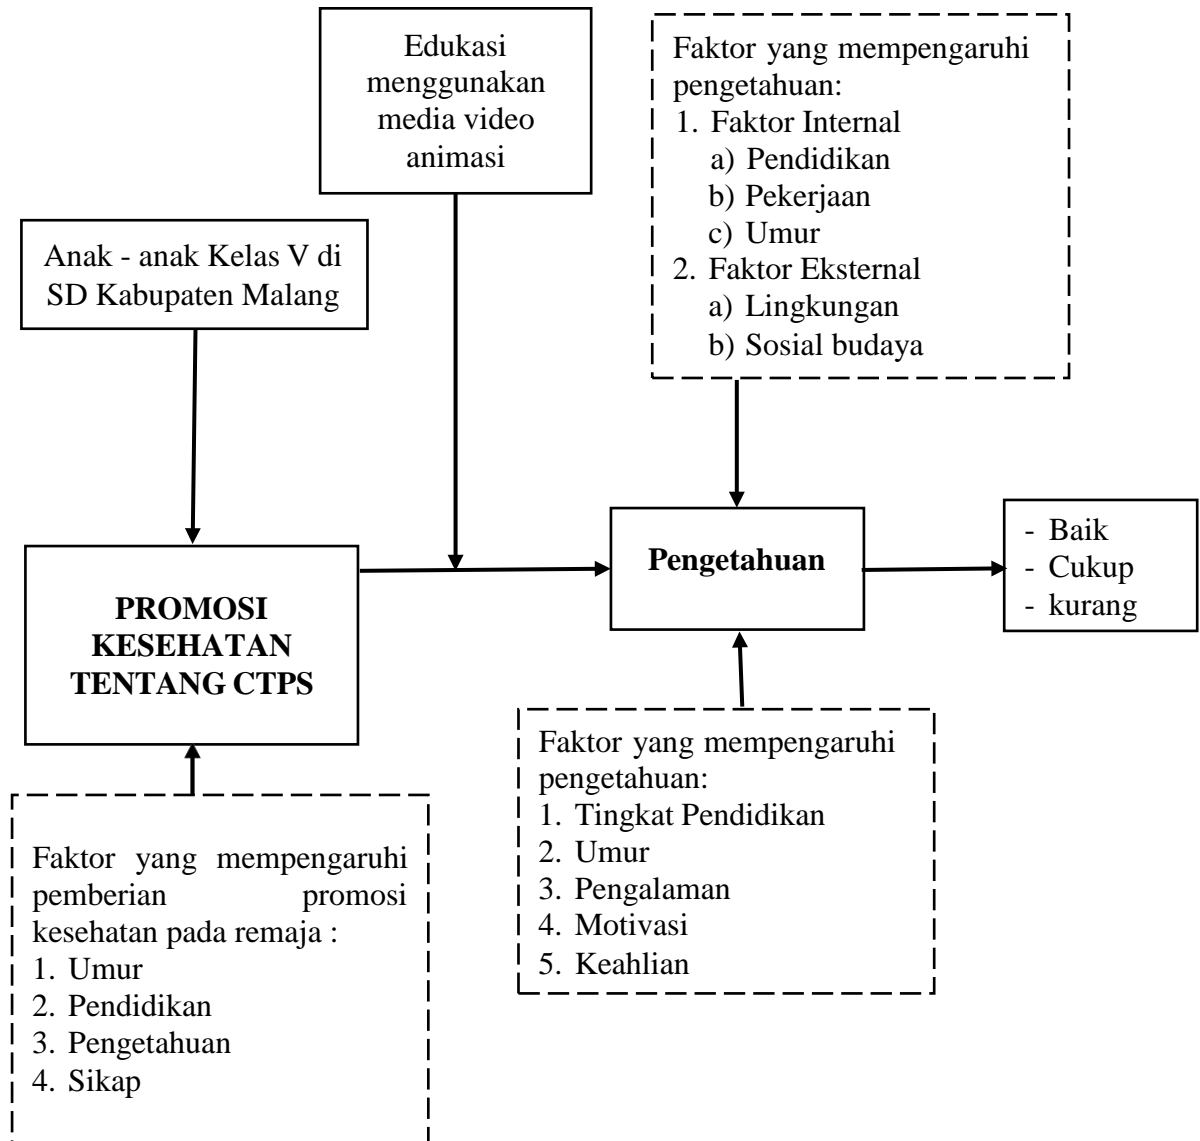 Edukasi
menggunakan
media video
animasi
Faktor yang mempengaruhi
pengetahuan:
1. Faktor Internal
a) Pendidikan
b) Pekerjaan
c) Umur
2. Faktor Eksternal
a) Lingkungan
b) Sosial budaya
Anak - anak Kelas V di
SD Kabupaten Malang
PROMOSI
KESEHATAN
TENTANG CTPS
Pengetahuan
- Baik
- Cukup
- kurang
Faktor yang mempengaruhi
pengetahuan:
1. Tingkat Pendidikan
2. Umur
3. Pengalaman
4. Motivasi
5. Keahlian
Faktor yang mempengaruhi
pemberian promosi
kesehatan pada remaja :
1. Umur
2. Pendidikan
3. Pengetahuan
4. Sikap